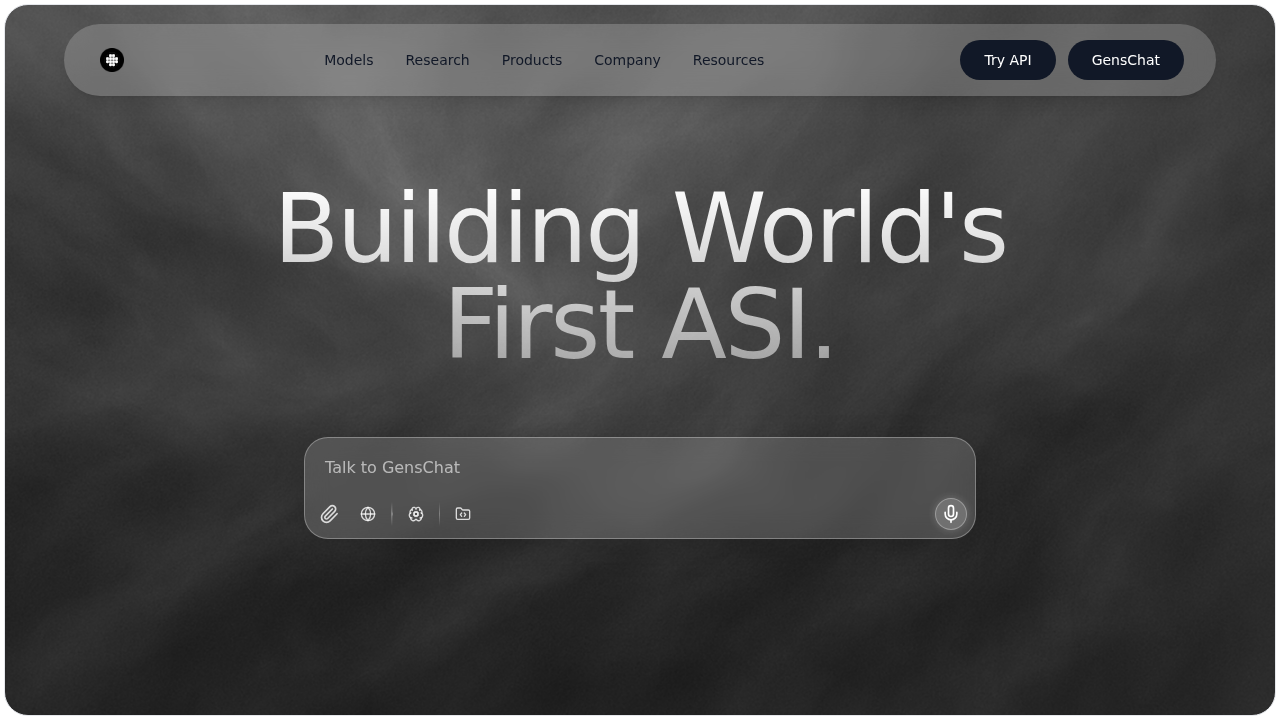 Models
Research
Products
Company
Resources
Try API
GensChat
Building World's
First ASI.
Talk to GensChat